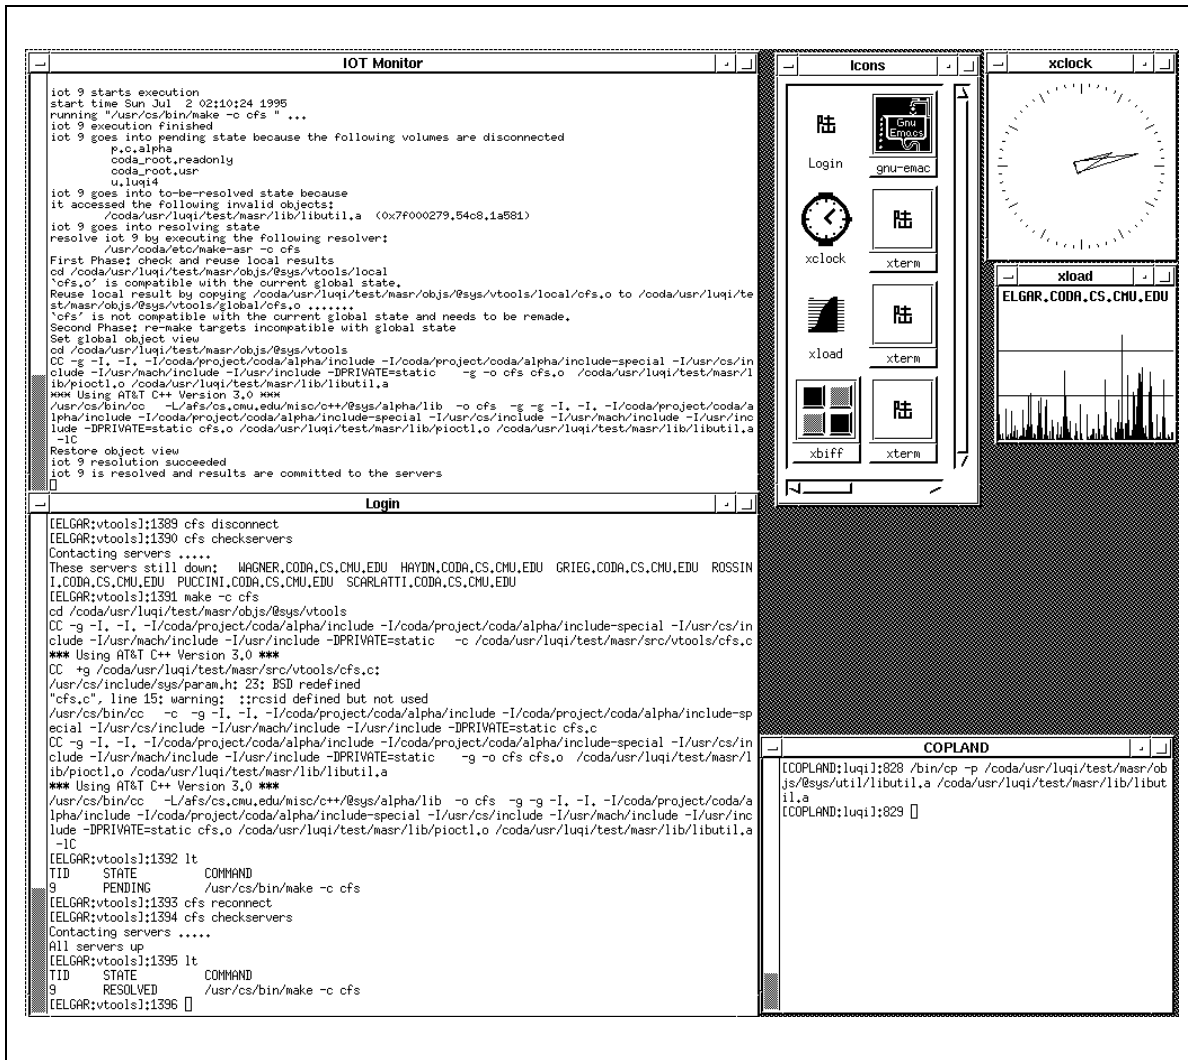 IOT Monitor
iot 9 starts execution
start time Sun Jul  2 02:10:24 1995
running "/usr/cs/bin/make -c cfs " ...
iot 9 execution finished
iot 9 goes into pending state because the following volumes are disconnected
p.c.alpha
coda_root.readonly
coda_root.usr
u.luqi4
iot 9 goes into to-be-resolved state because
it accessed the following invalid objects:
/coda/usr/luqi/test/masr/lib/libutil.a  (0x7f000279.54c8.1a581)
iot 9 goes into resolving state
resolve iot 9 by executing the following resolver:
/usr/coda/etc/make-asr -c cfs
First Phase: check and reuse local results
cd /coda/usr/luqi/test/masr/objs/@sys/vtools/local
`cfs.o' is compatible with the current global state.
Reuse local result by copying /coda/usr/luqi/test/masr/objs/@sys/vtools/local/cfs.o to /coda/usr/luqi/te
st/masr/objs/@sys/vtools/global/cfs.o .......
`cfs' is not compatible with the current global state and needs to be remade.
Second Phase: re-make targets incompatible with global state
Set global object view
cd /coda/usr/luqi/test/masr/objs/@sys/vtools
CC -g -I. -I. -I/coda/project/coda/alpha/include -I/coda/project/coda/alpha/include-special -I/usr/cs/in
clude -I/usr/mach/include -I/usr/include -DPRIVATE=static    -g -o cfs cfs.o  /coda/usr/luqi/test/masr/l
ib/pioctl.o /coda/usr/luqi/test/masr/lib/libutil.a
*** Using AT&T C++ Version 3.0 ***
/usr/cs/bin/cc   -L/afs/cs.cmu.edu/misc/c++/@sys/alpha/lib  -o cfs  -g -g -I. -I. -I/coda/project/coda/a
lpha/include -I/coda/project/coda/alpha/include-special -I/usr/cs/include -I/usr/mach/include -I/usr/inc
lude -DPRIVATE=static cfs.o /coda/usr/luqi/test/masr/lib/pioctl.o /coda/usr/luqi/test/masr/lib/libutil.a
-lC
Restore object view
iot 9 resolution succeeded
iot 9 is resolved and results are committed to the servers
Login
[ELGAR:vtools]:1389 cfs disconnect
[ELGAR:vtools]:1390 cfs checkservers
Contacting servers .....
These servers still down:   WAGNER.CODA.CS.CMU.EDU  HAYDN.CODA.CS.CMU.EDU  GRIEG.CODA.CS.CMU.EDU  ROSSIN
I.CODA.CS.CMU.EDU  PUCCINI.CODA.CS.CMU.EDU  SCARLATTI.CODA.CS.CMU.EDU
[ELGAR:vtools]:1391 make -c cfs
cd /coda/usr/luqi/test/masr/objs/@sys/vtools
CC -g -I. -I. -I/coda/project/coda/alpha/include -I/coda/project/coda/alpha/include-special -I/usr/cs/in
clude -I/usr/mach/include -I/usr/include -DPRIVATE=static   -c /coda/usr/luqi/test/masr/src/vtools/cfs.c
*** Using AT&T C++ Version 3.0 ***
CC  +g /coda/usr/luqi/test/masr/src/vtools/cfs.c:
/usr/cs/include/sys/param.h: 23: BSD redefined
"cfs.c", line 15: warning:  ::rcsid defined but not used
/usr/cs/bin/cc   -c  -g -I. -I. -I/coda/project/coda/alpha/include -I/coda/project/coda/alpha/include-sp
ecial -I/usr/cs/include -I/usr/mach/include -I/usr/include -DPRIVATE=static cfs.c
CC -g -I. -I. -I/coda/project/coda/alpha/include -I/coda/project/coda/alpha/include-special -I/usr/cs/in
clude -I/usr/mach/include -I/usr/include -DPRIVATE=static    -g -o cfs cfs.o  /coda/usr/luqi/test/masr/l
ib/pioctl.o /coda/usr/luqi/test/masr/lib/libutil.a
*** Using AT&T C++ Version 3.0 ***
/usr/cs/bin/cc   -L/afs/cs.cmu.edu/misc/c++/@sys/alpha/lib  -o cfs  -g -g -I. -I. -I/coda/project/coda/a
lpha/include -I/coda/project/coda/alpha/include-special -I/usr/cs/include -I/usr/mach/include -I/usr/inc
lude -DPRIVATE=static cfs.o /coda/usr/luqi/test/masr/lib/pioctl.o /coda/usr/luqi/test/masr/lib/libutil.a
-lC
[ELGAR:vtools]:1392 lt
TID     STATE          COMMAND
9       PENDING        /usr/cs/bin/make -c cfs
[ELGAR:vtools]:1393 cfs reconnect
[ELGAR:vtools]:1394 cfs checkservers
Contacting servers .....
All servers up
[ELGAR:vtools]:1395 lt
TID     STATE          COMMAND
9       RESOLVED       /usr/cs/bin/make -c cfs
[ELGAR:vtools]:1396
Icons
陆
Login
Gnu
Emacs
gnu-emac
xclock
陆
xterm
xload
陆
xterm
xbiff
陆
xterm
xclock
xload
ELGAR.CODA.CS.CMU.EDU
COPLAND
[COPLAND:luqi]:828 /bin/cp -p /coda/usr/luqi/test/masr/ob
js/@sys/util/libutil.a /coda/usr/luqi/test/masr/lib/libut
il.a
[COPLAND:luqi]:829